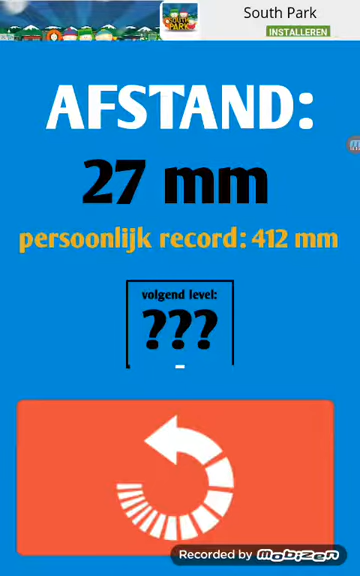 South Park
INSTALLEREN
SOUTH PARK
AFSTAND:
27 mm
persoonlijk record: 412 mm
volgend level:
???
Recorded by mobizen